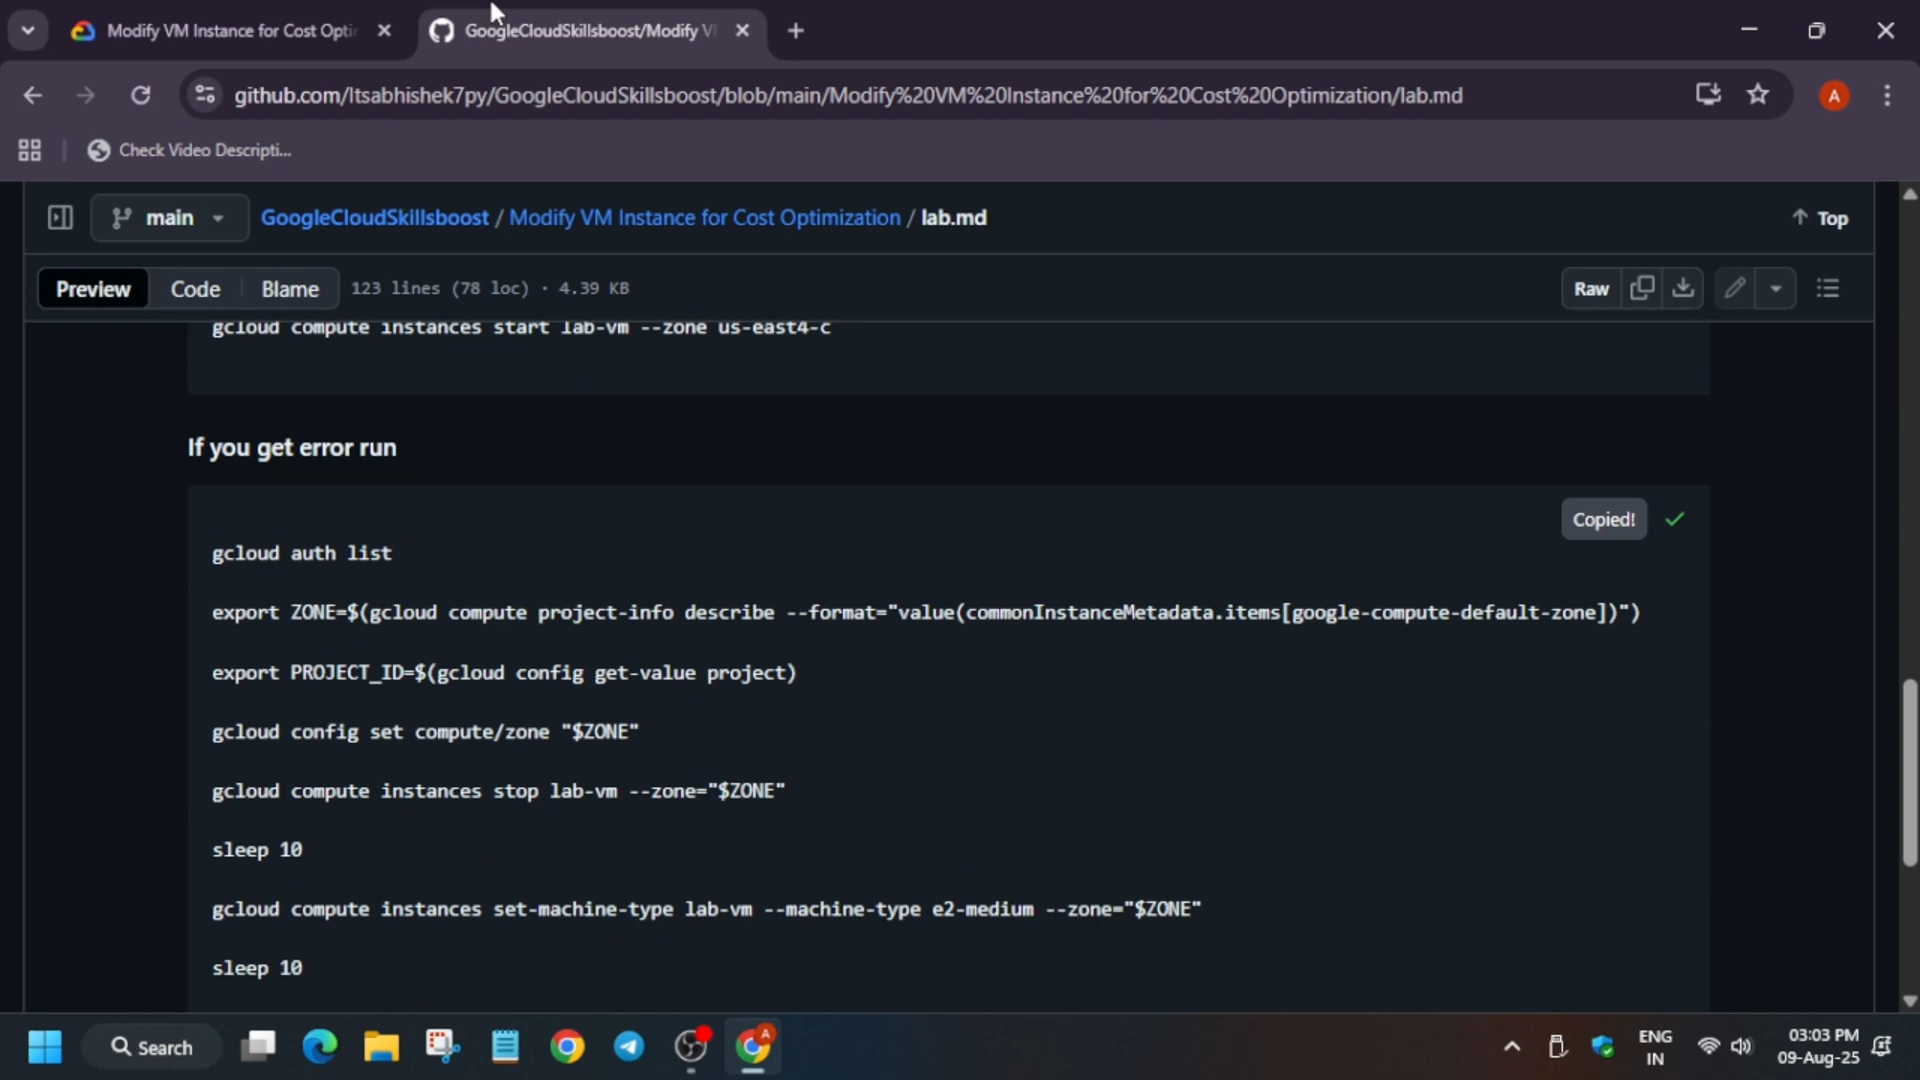 Modify VM Instance for Cost Opti
GoogleCloudSkillsboost/Modify V
github.com/Itsabhishek7py/GoogleCloudSkillsboost/blob/main/Modify%20VM%20Instance%20for%20Cost%20Optimization/lab.md
A
Check Video Descripti...
main
GoogleCloudSkillsboost / Modify VM Instance for Cost Optimization / lab.md
Top
Preview
Code
Blame
123 lines (78 loc) · 4.39 KB
Raw
gcloud compute instances start lab-vm --zone us-east4-c
If you get error run
Copied!
gcloud auth list
export ZONE=$(gcloud compute project-info describe --format="value(commonInstanceMetadata.items[google-compute-default-zone])")
export PROJECT_ID=$(gcloud config get-value project)
gcloud config set compute/zone "$ZONE"
gcloud compute instances stop lab-vm --zone="$ZONE"
sleep 10
gcloud compute instances set-machine-type lab-vm --machine-type e2-medium --zone="$ZONE"
sleep 10
Search
A
ENG
IN
03:03 PM
09-Aug-25